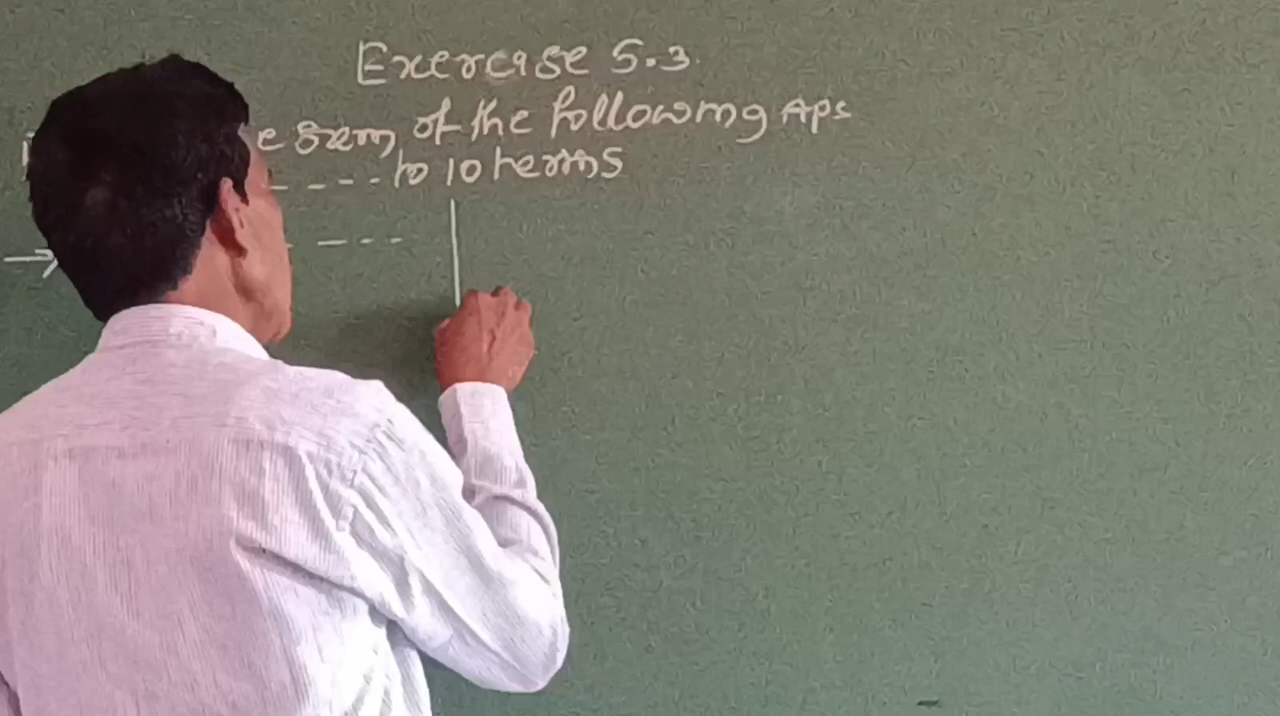 Exercise 5.3.
sum of the following APs
---- to 10 terms
→ ----